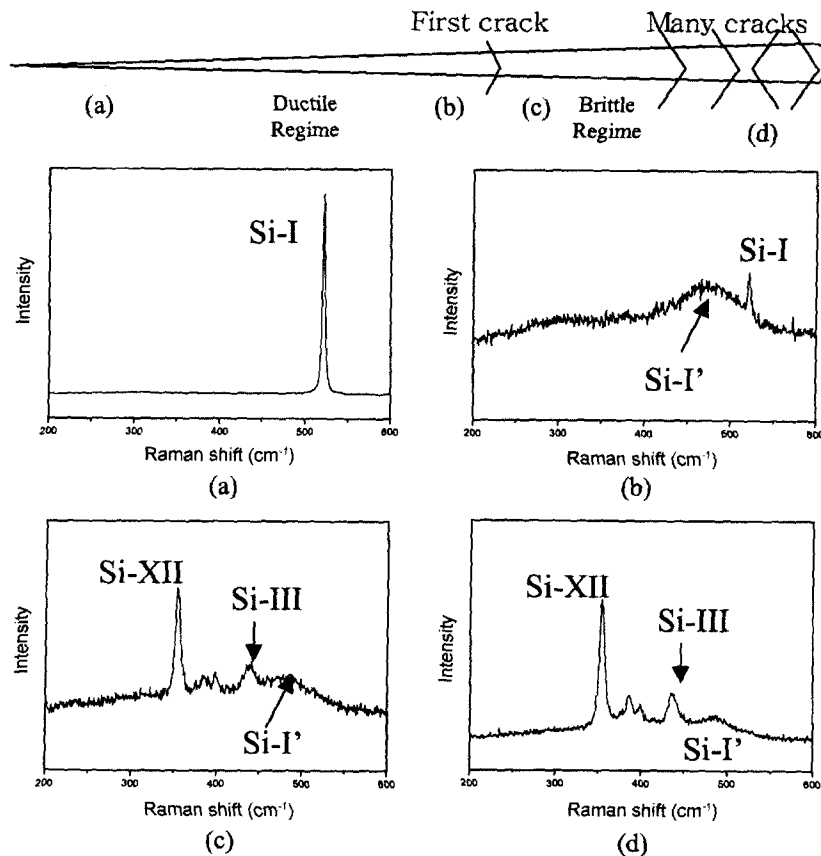 First crack Many cracks
(a) (b) (c)
Ductile Brittle
Regime Regime
(d)
Si-I
Intensity
200 300 400 500 600
Raman shift (cm⁻¹)
(a)
Si-I
Si-I’
Intensity
200 300 400 500 600
Raman shift (cm⁻¹)
(b)
Si-XII
Si-III
Si-I’
Intensity
200 300 400 500 600
Raman shift (cm⁻¹)
(c)
Si-XII
Si-III
Si-I’
Intensity
200 300 400 500 600
Raman shift (cm⁻¹)
(d)